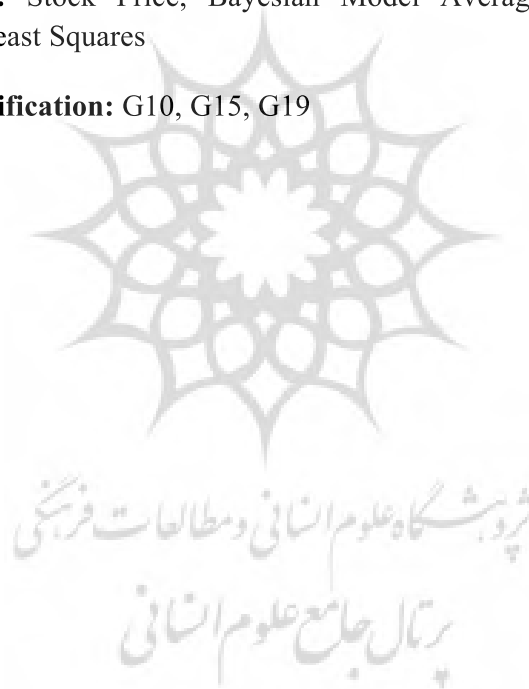 Stock Price, Bayesian Model Averag
east Squares
ification: G10, G15, G19
پژوهشگاه علوم انسانی و مطالعات فرهنگی
پرتال جامع علوم انسانی